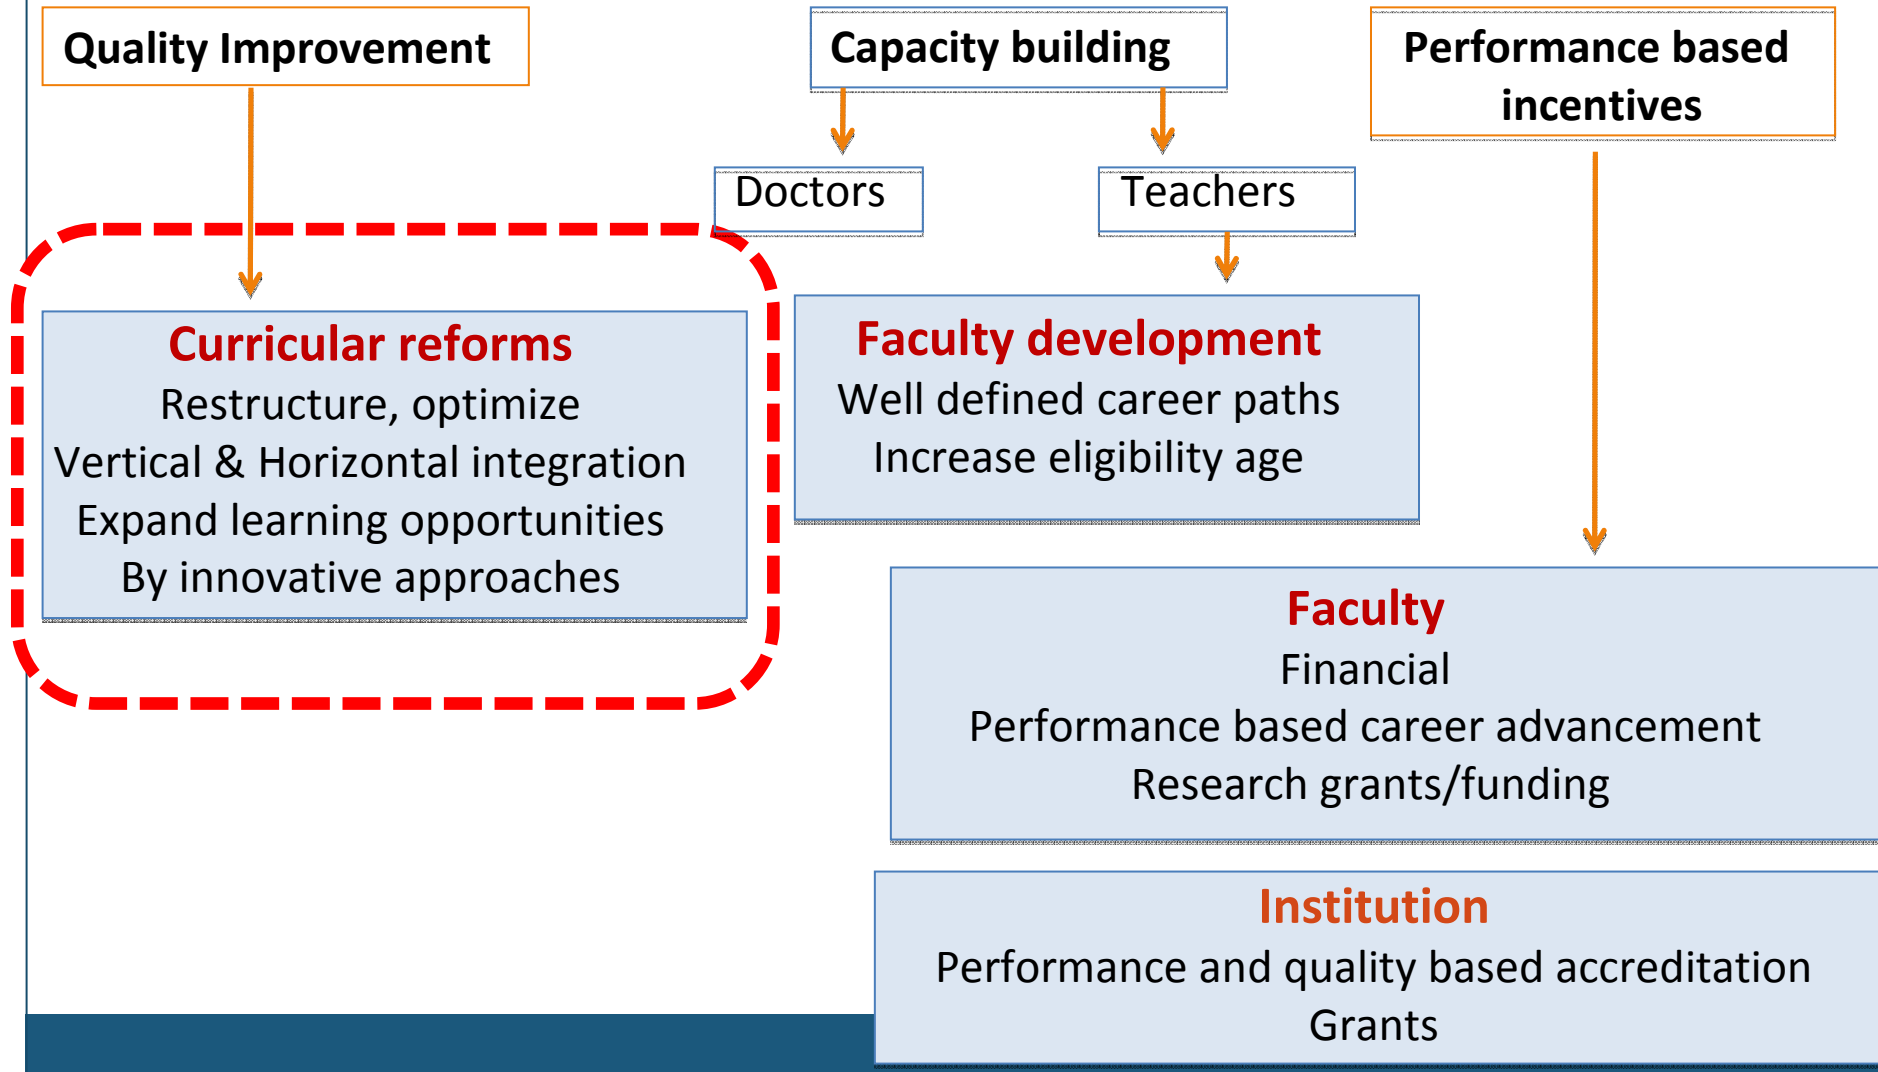 Quality Improvement
Capacity building
Performance based
incentives
Doctors
Teachers
Curricular reforms
Restructure, optimize
Vertical & Horizontal integration
Expand learning opportunities
By innovative approaches
Faculty development
Well defined career paths
Increase eligibility age
Faculty
Financial
Performance based career advancement
Research grants/funding
Institution
Performance and quality based accreditation
Grants